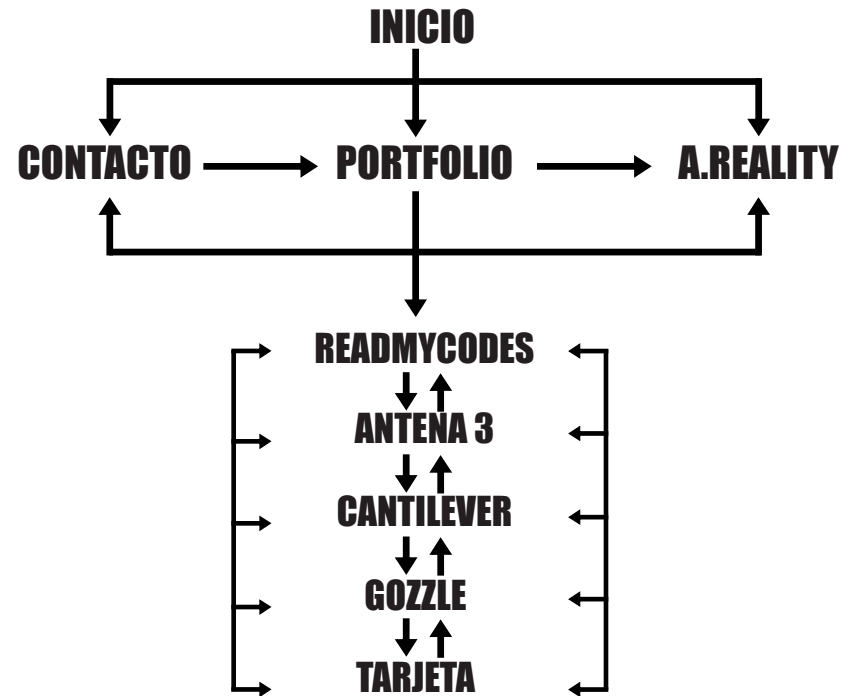 INICIO
CONTACTO PORTFOLIO A.REALITY
READMYCODES
ANTENA 3
CANTILEVER
GOZZLE
TARJETA